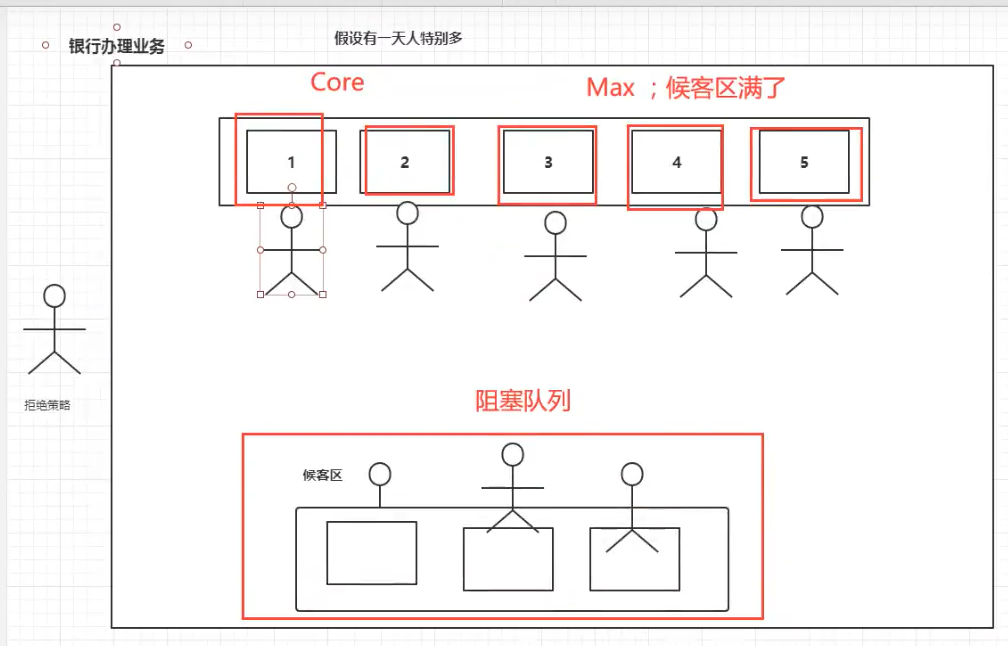 银行办理业务
假设有一天人特别多
Core
Max ；候客区满了
1
2
3
4
5
拒绝策略
阻塞队列
候客区